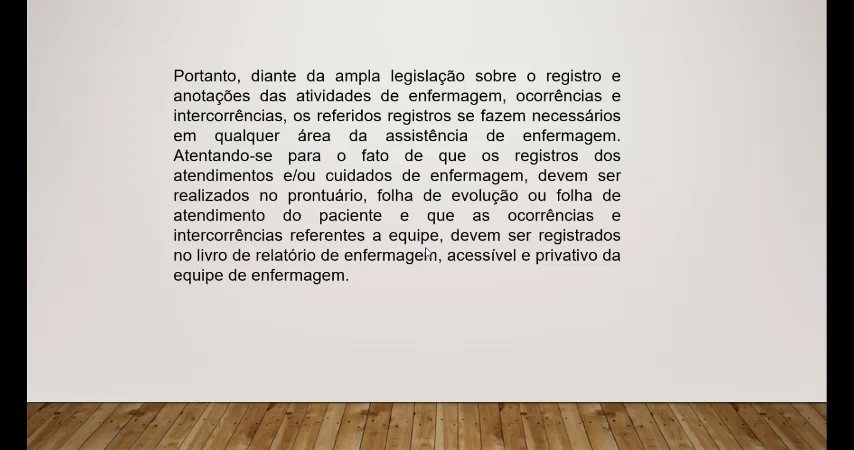 Portanto, diante da ampla legislação sobre o registro e
anotações das atividades de enfermagem, ocorrências e
intercorrências, os referidos registros se fazem necessários
em qualquer área da assistência de enfermagem.
Atentando-se para o fato de que os registros dos
atendimentos e/ou cuidados de enfermagem, devem ser
realizados no prontuário, folha de evolução ou folha de
atendimento do paciente e que as ocorrências e
intercorrências referentes a equipe, devem ser registrados
no livro de relatório de enfermagem, acessível e privativo da
equipe de enfermagem.